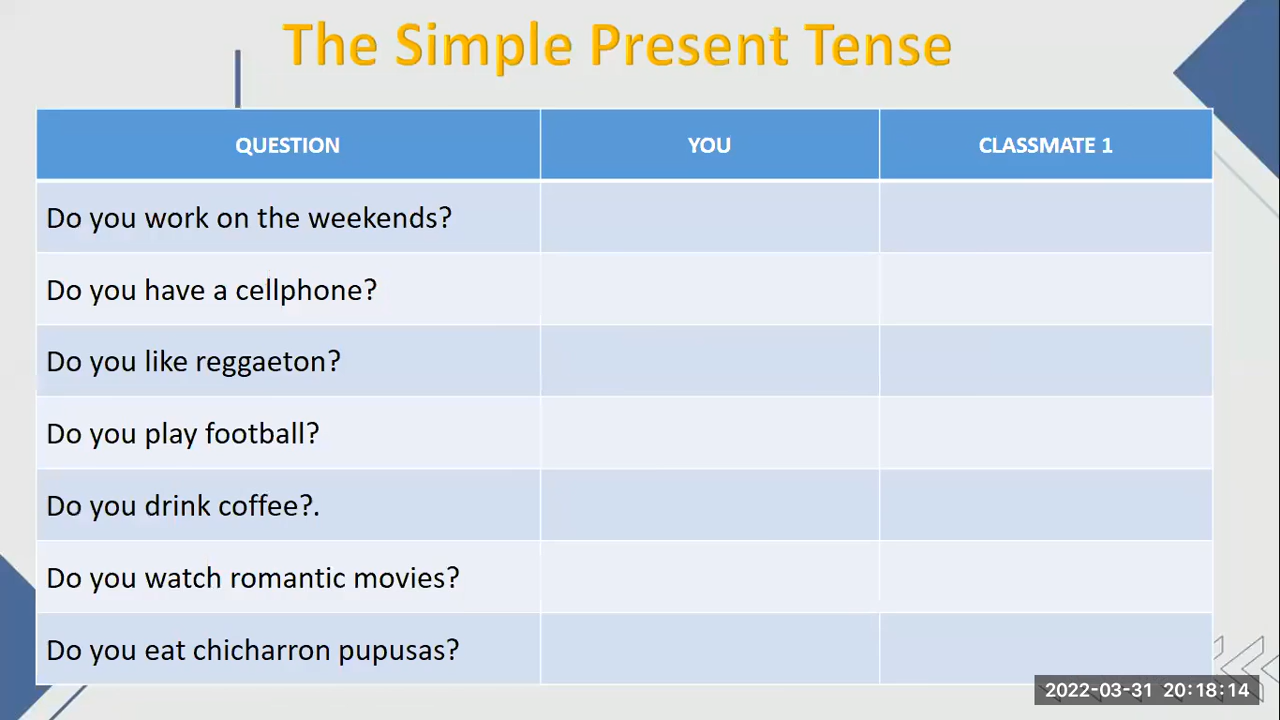 The Simple Present Tense
QUESTION YOU CLASSMATE 1
Do you work on the weekends?
Do you have a cellphone?
Do you like reggaeton?
Do you play football?
Do you drink coffee?.
Do you watch romantic movies?
Do you eat chicharron pupusas?
2022-03-31 20:18:14